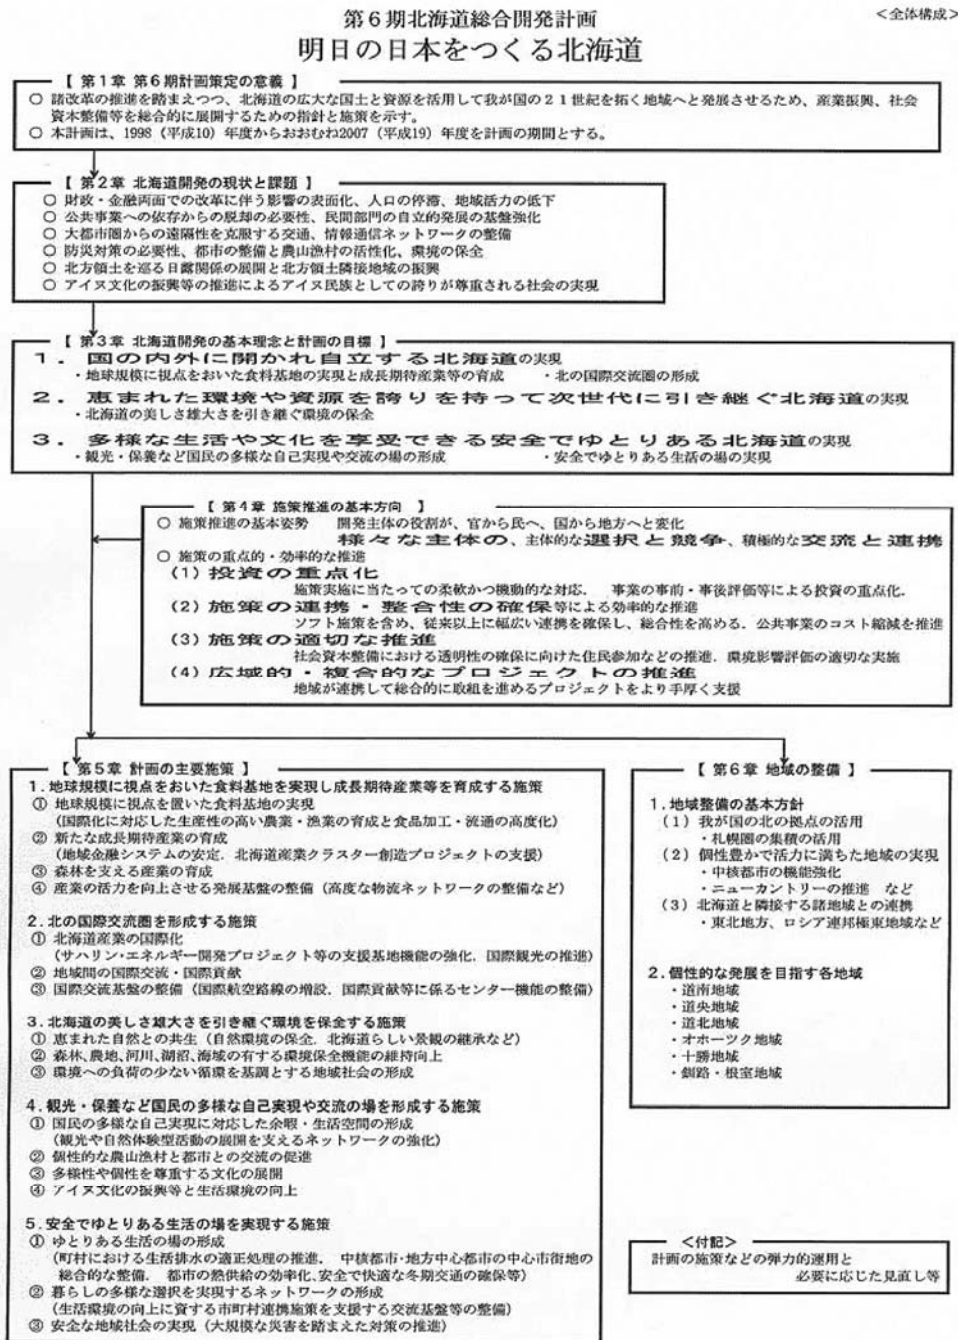 第６期北海道総合開発計画
＜全体構成＞
明日の日本をつくる北海道
【 第１章 第６期計画策定の意義 】
○ 諸改革の推進を踏まえつつ、北海道の広大な国土と資源を活用して我が国の２１世紀を拓く地域へと発展させるため、産業振興、社会
資本整備等を総合的に展開するための指針と施策を示す。
○ 本計画は、1998（平成10）年度からおおむね2007（平成19）年度を計画の期間とする。
【 第２章 北海道開発の現状と課題 】
○ 財政・金融両面での改革に伴う影響の表面化、人口の停滞、地域活力の低下
○ 公共事業への依存からの脱却の必要性、民間部門の自立的発展の基盤強化
○ 大都市圏からの遠隔性を克服する交通、情報通信ネットワークの整備
○ 防災対策の必要性、都市の整備と農山漁村の活性化、環境の保全
○ 北方領土を巡る日露関係の展開と北方領土隣接地域の振興
○ アイヌ文化の振興等の推進によるアイヌ民族としての誇りが尊重される社会の実現
【 第３章 北海道開発の基本理念と計画の目標 】
１．国の内外に開かれ自立する北海道の実現
・地球規模に視点をおいた食料基地の実現と成長期待産業等の育成 ・北の国際交流圏の形成
２．恵まれた環境や資源を誇りを持って次世代に引き継ぐ北海道の実現
・北海道の美しさ雄大さを引き継ぐ環境の保全
３．多様な生活や文化を享受できる安全でゆとりある北海道の実現
・観光・保養など国民の多様な自己実現や交流の場の形成 ・安全でゆとりある生活の場の実現
【 第４章 施策推進の基本方向 】
○ 施策推進の基本姿勢 開発主体の役割が、官から民へ、国から地方へと変化
様々な主体の、主体的な選択と競争、積極的な交流と連携
○ 施策の重点的・効率的な推進
(1) 投資の重点化
施策実施に当たっての柔軟かつ機動的な対応． 事業の事前・事後評価等による投資の重点化．
(2) 施策の連携・整合性の確保等による効率的な推進
ソフト施策を含め、従来以上に幅広い連携を確保し、総合性を高める．公共事業のコスト縮減を推進
(3) 施策の適切な推進
社会資本整備における透明性の確保に向けた住民参加などの推進．環境影響評価の適切な実施
(4) 広域的・複合的なプロジェクトの推進
地域が連携して総合的に取組を進めるプロジェクトをより手厚く支援
【 第５章 計画の主要施策 】
１.地球規模に視点をおいた食料基地を実現し成長期待産業等を育成する施策
① 地球規模に視点を置いた食料基地の実現
(国際化に対応した生産性の高い農業・漁業の育成と食品加工・流通の高度化)
② 新たな成長期待産業の育成
(地域金融システムの安定．北海道産業クラスター創造プロジェクトの支援)
③ 森林を支える産業の育成
④ 産業の活力を向上させる発展基盤の整備（高度な物流ネットワークの整備など）
２.北の国際交流圏を形成する施策
① 北海道産業の国際化
(サハリン・エネルギー開発プロジェクト等の支援基地機能の強化．国際観光の推進)
② 地域間の国際交流・国際貢献
③ 国際交流基盤の整備（国際航空路線の増設．国際貢献等に係るセンター機能の整備）
３.北海道の美しさ雄大さを引き継ぐ環境を保全する施策
① 恵まれた自然との共生（自然環境の保全．北海道らしい景観の継承など）
② 森林､農地､河川､湖沼､海域の有する環境保全機能の維持向上
③ 環境への負荷の少ない循環を基調とする地域社会の形成
４.観光・保養など国民の多様な自己実現や交流の場を形成する施策
① 国民の多様な自己実現に対応した余暇・生活空間の形成
(観光や自然体験型活動の展開を支えるネットワークの強化)
② 個性的な農山漁村と都市との交流の促進
③ 多様性や個性を尊重する文化の展開
④ アイヌ文化の振興等と生活環境の向上
５.安全でゆとりある生活の場を実現する施策
① ゆとりある生活の場の形成
(町村における生活排水の適正処理の推進． 中核都市・地方中心都市の中心市街地の
総合的な整備． 都市の熱供給の効率化､安全で快適な冬期交通の確保等)
② 暮らしの多様な選択を実現するネットワークの形成
(生活環境の向上に資する市町村連携施策を支援する交流基盤等の整備)
③ 安全な地域社会の実現（大規模な災害を踏まえた対策の推進）
【 第６章 地域の整備 】
１.地域整備の基本方針
(1) 我が国の北の拠点の活用
・札幌圏の集積の活用
(2) 個性豊かで活力に満ちた地域の実現
・中核都市の機能強化
・ニューカントリーの推進 など
(3) 北海道と隣接する諸地域との連携
・東北地方、ロシア連邦極東地域など
２.個性的な発展を目指す各地域
・道南地域
・道央地域
・道北地域
・オホーツク地域
・十勝地域
・釧路・根室地域
＜付記＞
計画の施策などの弾力的運用と
必要に応じた見直し等